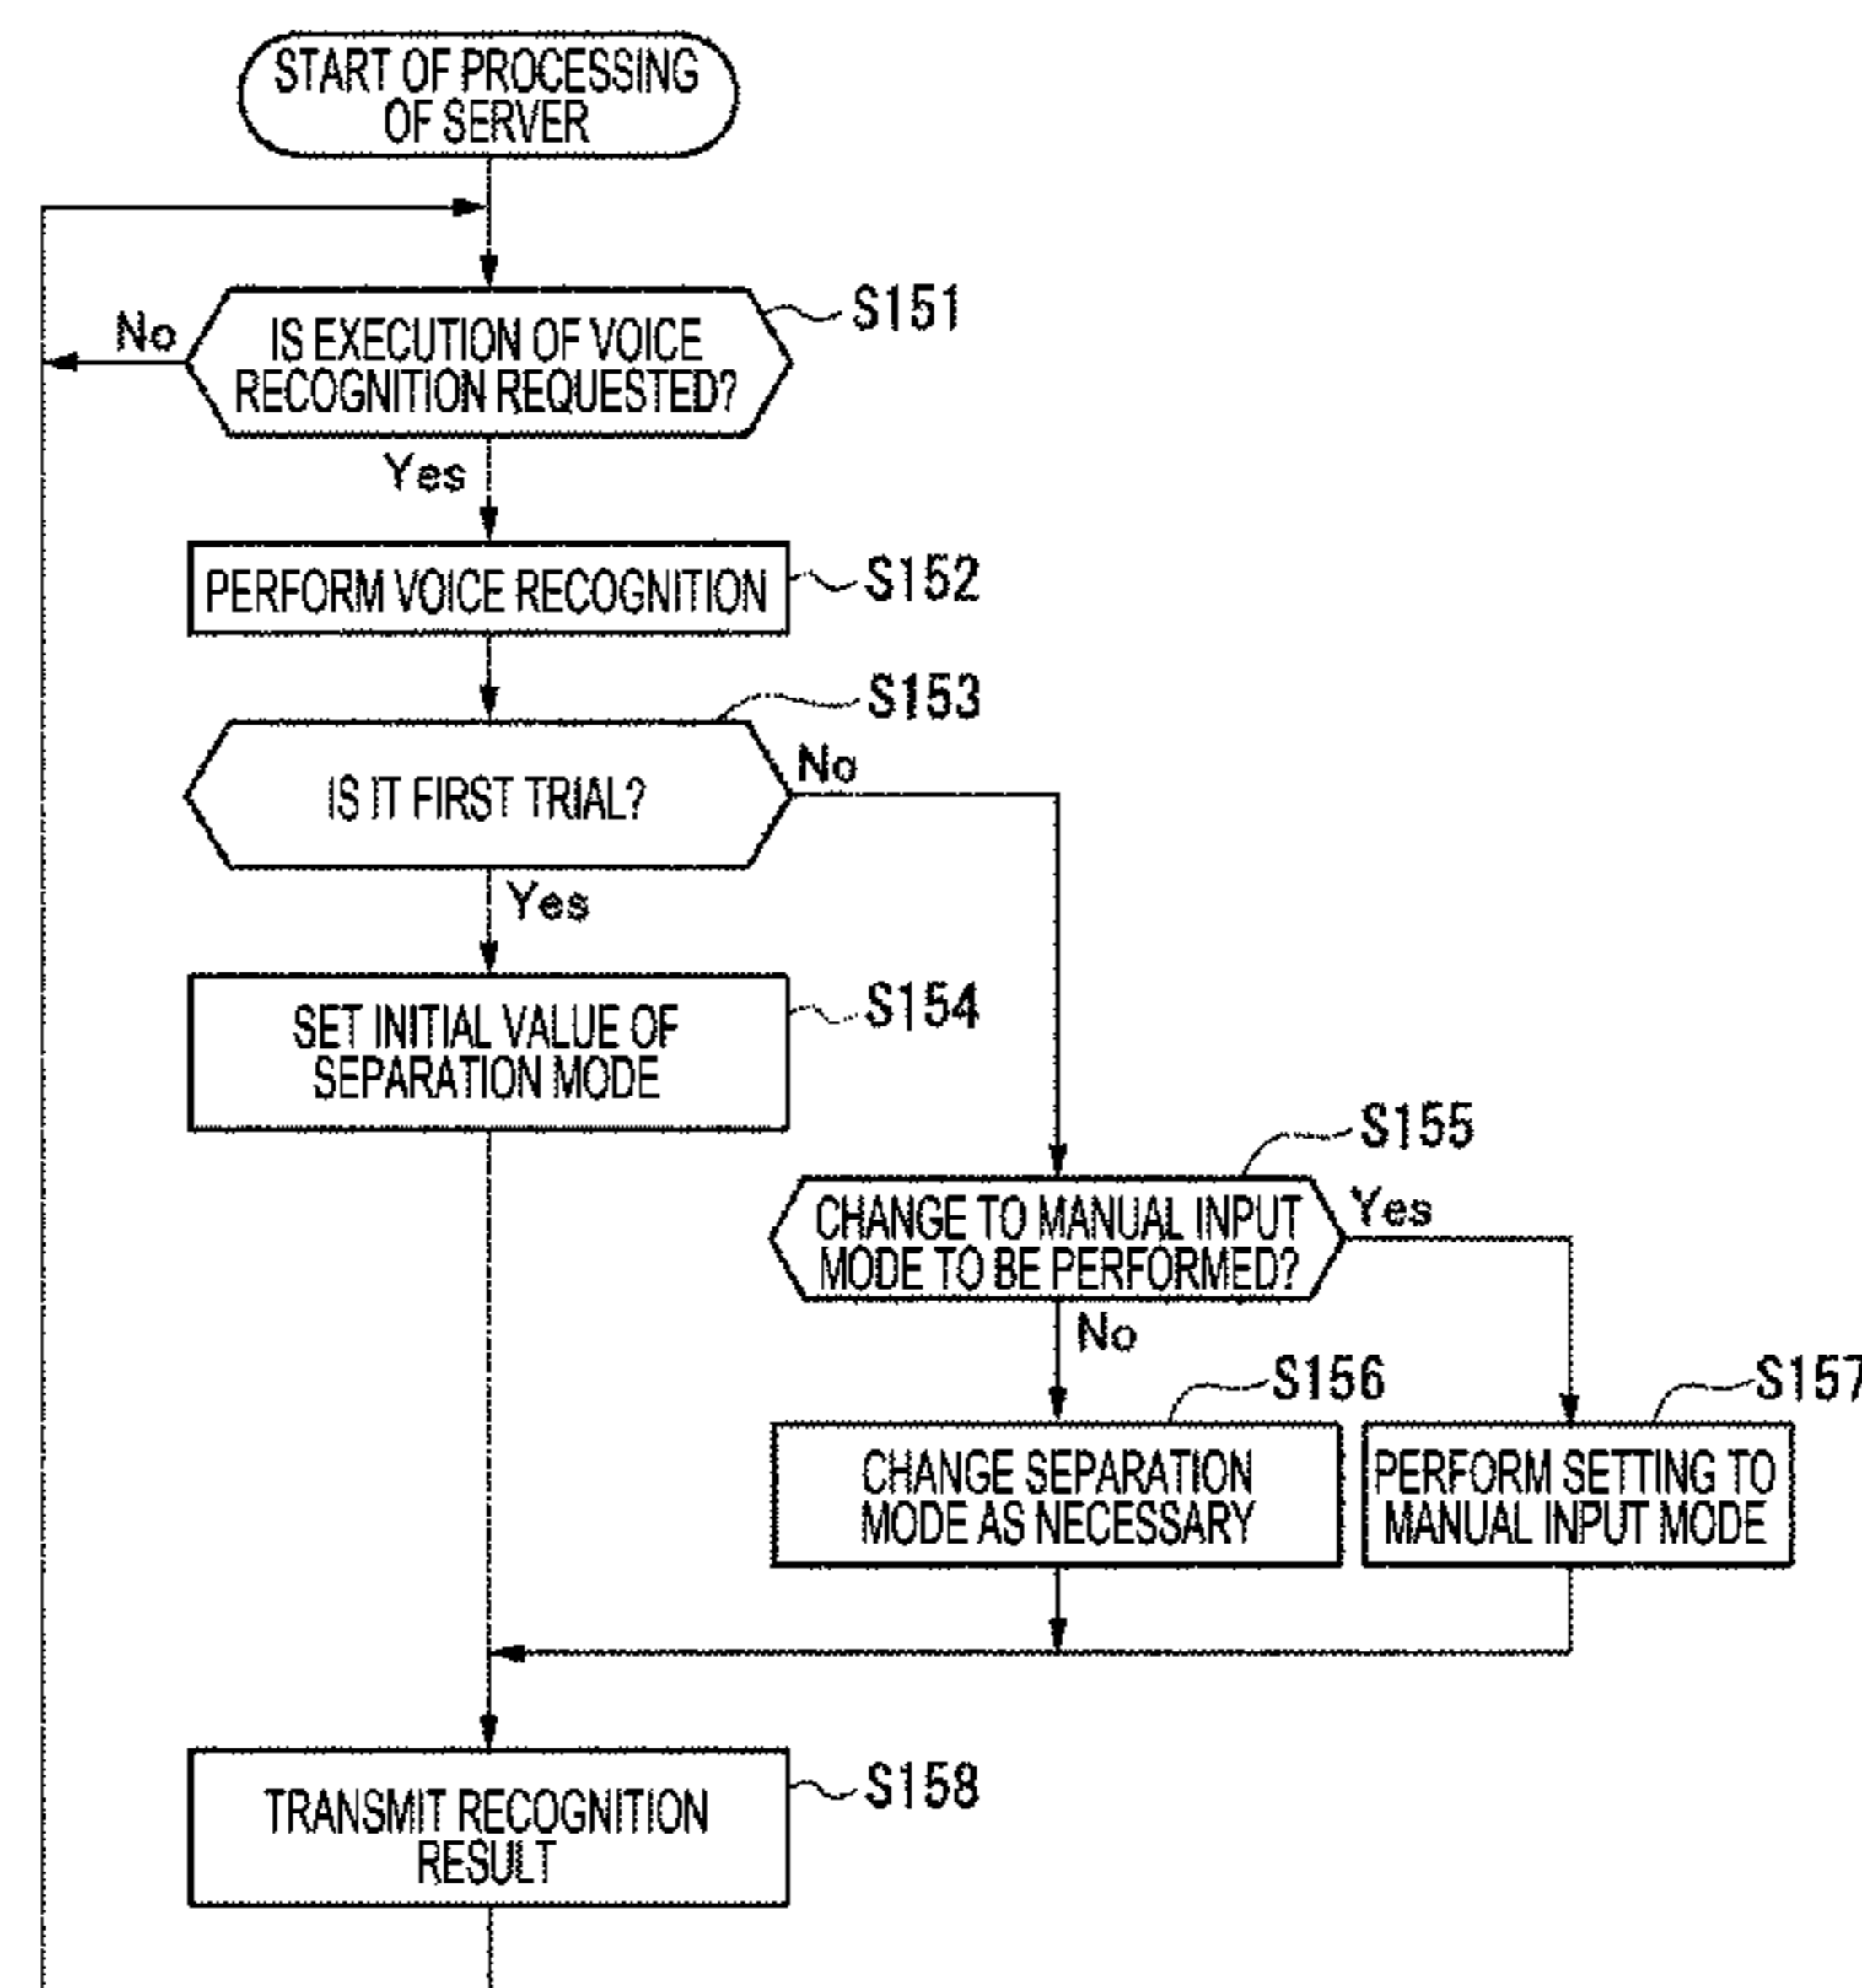 START OF PROCESSING
OF SERVER
S151
No
IS EXECUTION OF VOICE
RECOGNITION REQUESTED?
Yes
PERFORM VOICE RECOGNITION
S152
S153
IS IT FIRST TRIAL?
No
Yes
SET INITIAL VALUE OF
SEPARATION MODE
S154
S155
CHANGE TO MANUAL INPUT
MODE TO BE PERFORMED?
Yes
No
S156
S157
CHANGE SEPARATION
MODE AS NECESSARY
PERFORM SETTING TO
MANUAL INPUT MODE
TRANSMIT RECOGNITION
RESULT
S158